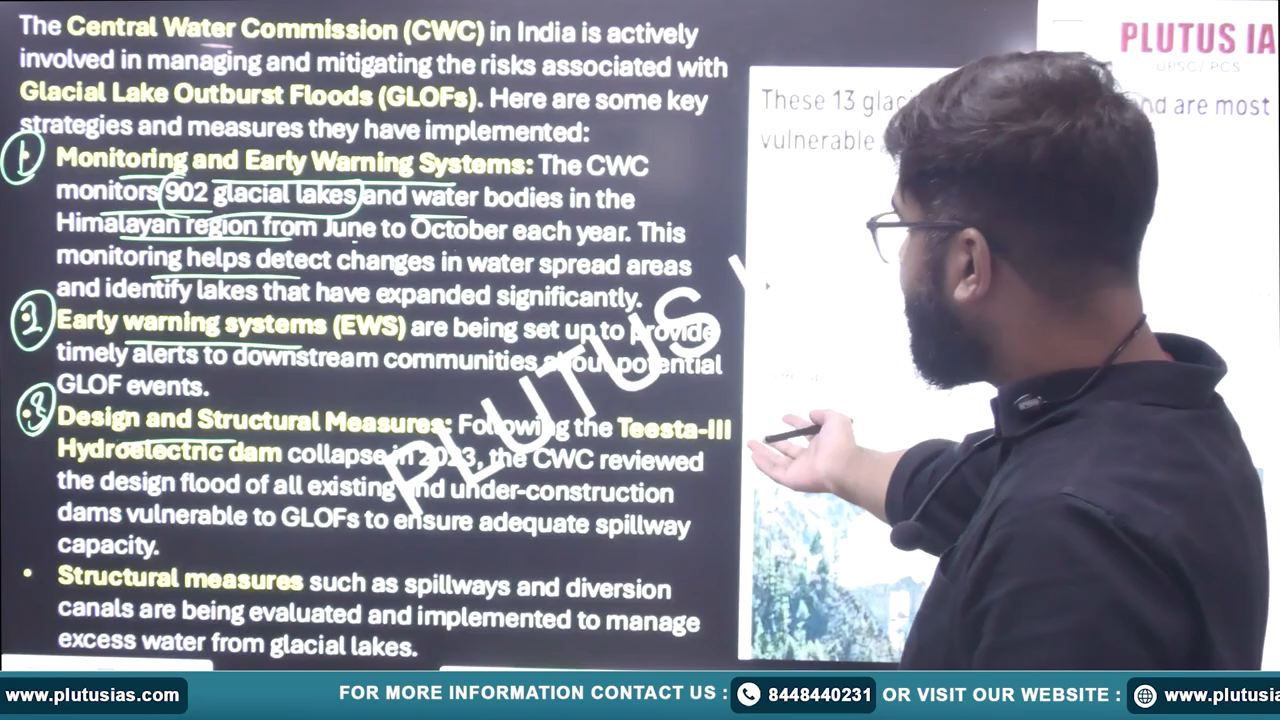 The Central Water Commission (CWC) in India is actively
involved in managing and mitigating the risks associated with
Glacial Lake Outburst Floods (GLOFs). Here are some key
strategies and measures they have implemented:
1
Monitoring and Early Warning Systems: The CWC
monitors 902 glacial lakes and water bodies in the
Himalayan region from June to October each year. This
monitoring helps detect changes in water spread areas
and identify lakes that have expanded significantly.
2
Early warning systems (EWS) are being set up to provide
timely alerts to downstream communities about potential
GLOF events.
3
Design and Structural Measures: Following the Teesta-III
Hydroelectric dam collapse in 2023, the CWC reviewed
the design flood of all existing and under-construction
dams vulnerable to GLOFs to ensure adequate spillway
capacity.
• Structural measures such as spillways and diversion
canals are being evaluated and implemented to manage
excess water from glacial lakes.
PLUTUS
PLUTUS IA
UPSC/ PCS
These 13 and are most
vulnerable
www.plutusias.com
FOR MORE INFORMATION CONTACT US : 8448440231 OR VISIT OUR WEBSITE : www.plutusia